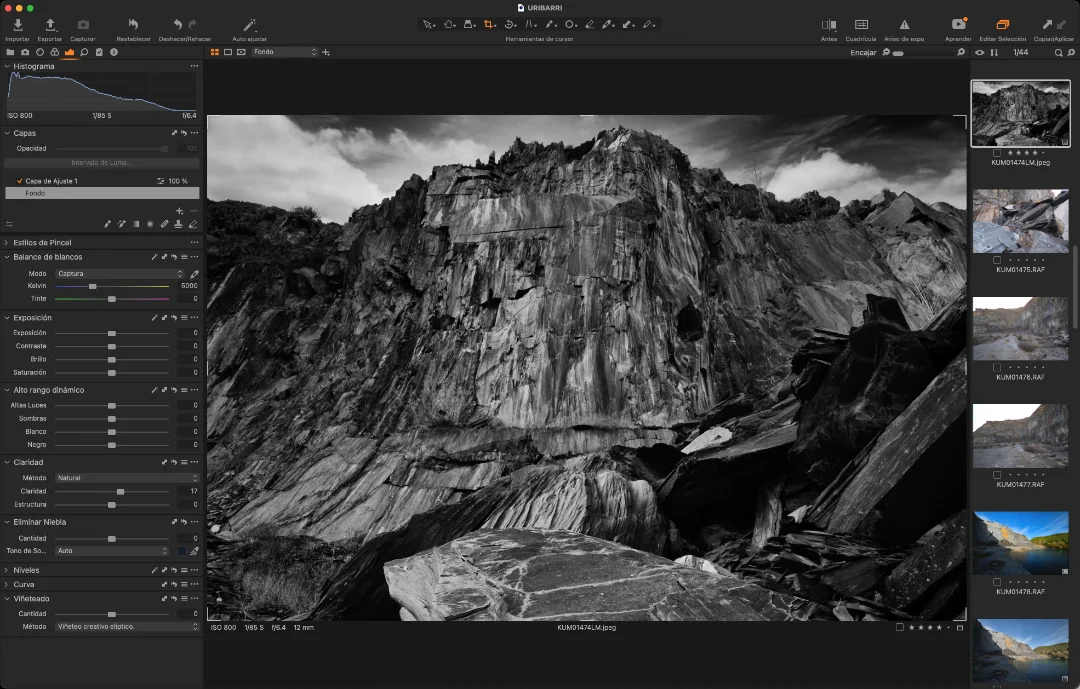 URIBARRI
Importar Exportar Capturar Restablecer Deshacer/Rehacer Auto ajustar Herramientas de cursor Antes Cuadrícula Aviso de expo Aprender Editar Selección Copiar/Aplicar
Fondo
Encajar
1/44
Histograma
ISO 800 1/85 S f/6.4
Capas
Opacidad 100
Intervalo de Luma...
Capa de Ajuste 1 100 %
Fondo
Estilos de Pincel
Balance de blancos
Modo Captura
Kelvin 5000
Tinte 0
Exposición
Exposición 0
Contraste 0
Brillo 0
Saturación 0
Alto rango dinámico
Altas Luces 0
Sombras 0
Blanco 0
Negro 0
Claridad
Método Natural
Claridad 17
Estructura 0
Eliminar Niebla
Cantidad 0
Tono de So... Auto
Niveles
Curva
Viñeteado
Cantidad 0
Método Viñeteo creativo elíptico.
ISO 800 1/85 S f/6.4 12 mm
KUM01474LM.jpeg
KUM01474LM.jpeg
KUM01475.RAF
KUM01476.RAF
KUM01477.RAF
KUM01478.RAF